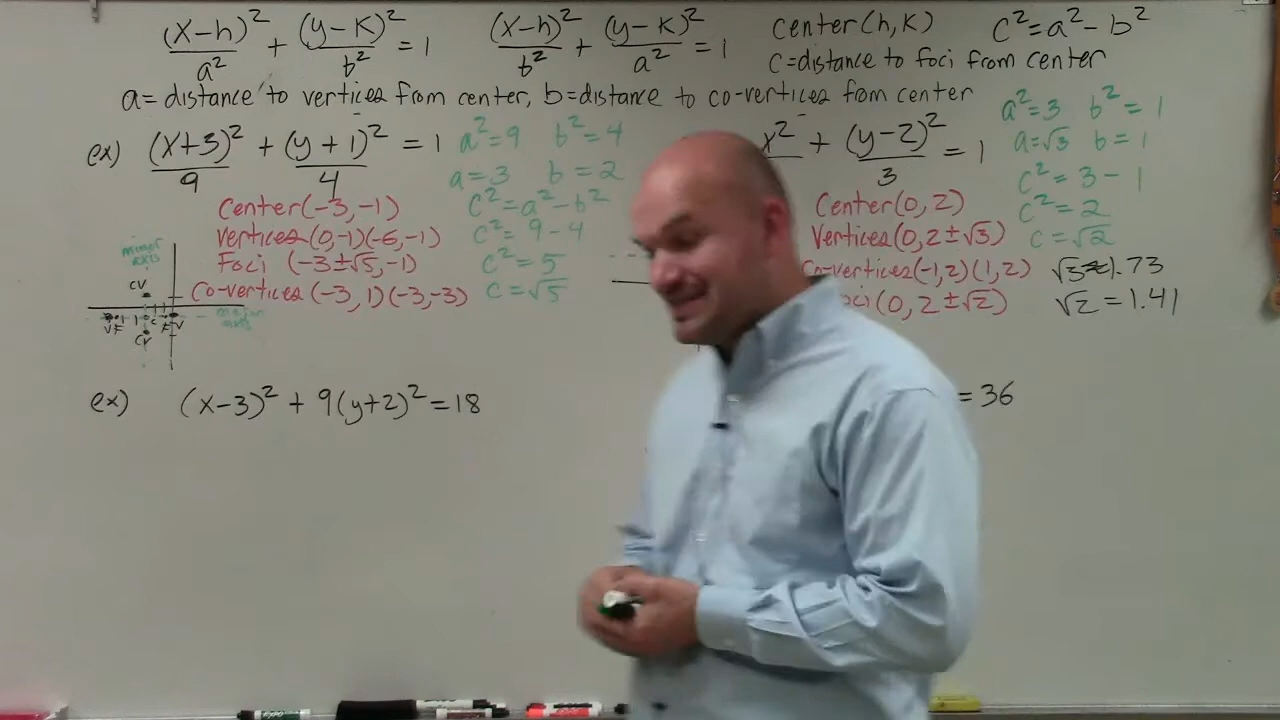 (x-h)²/a² + (y-k)²/b² = 1   (x-h)²/b² + (y-k)²/a² = 1   center(h,k)   c²=a²-b²
c=distance to foci from center
a= distance to vertices from center, b=distance to co-vertices from center
ex) (x+3)²/9 + (y+1)²/4 = 1
a²=9   b²=4
a=3   b=2
c²=a²-b²
c²=9-4
c²=5
c=√5
Center(-3,-1)
Vertices(0,-1)(-6,-1)
Foci (-3±√5,-1)
Co-vertices(-3,1)(-3,-3)
minor
axis
CV
major
axis
V F C F V
CV
x² + (y-2)²/3 = 1
a²=3   b²=1
a=√3   b=1
c²=3-1
c²=2
c=√2
Center(0,2)
Vertices(0,2±√3)
Co-vertices(-1,2)(1,2)   √3≈1.73
(0,2±√2)   √2=1.41
ex) (x-3)² + 9(y+2)² = 18
= 36
EXPO